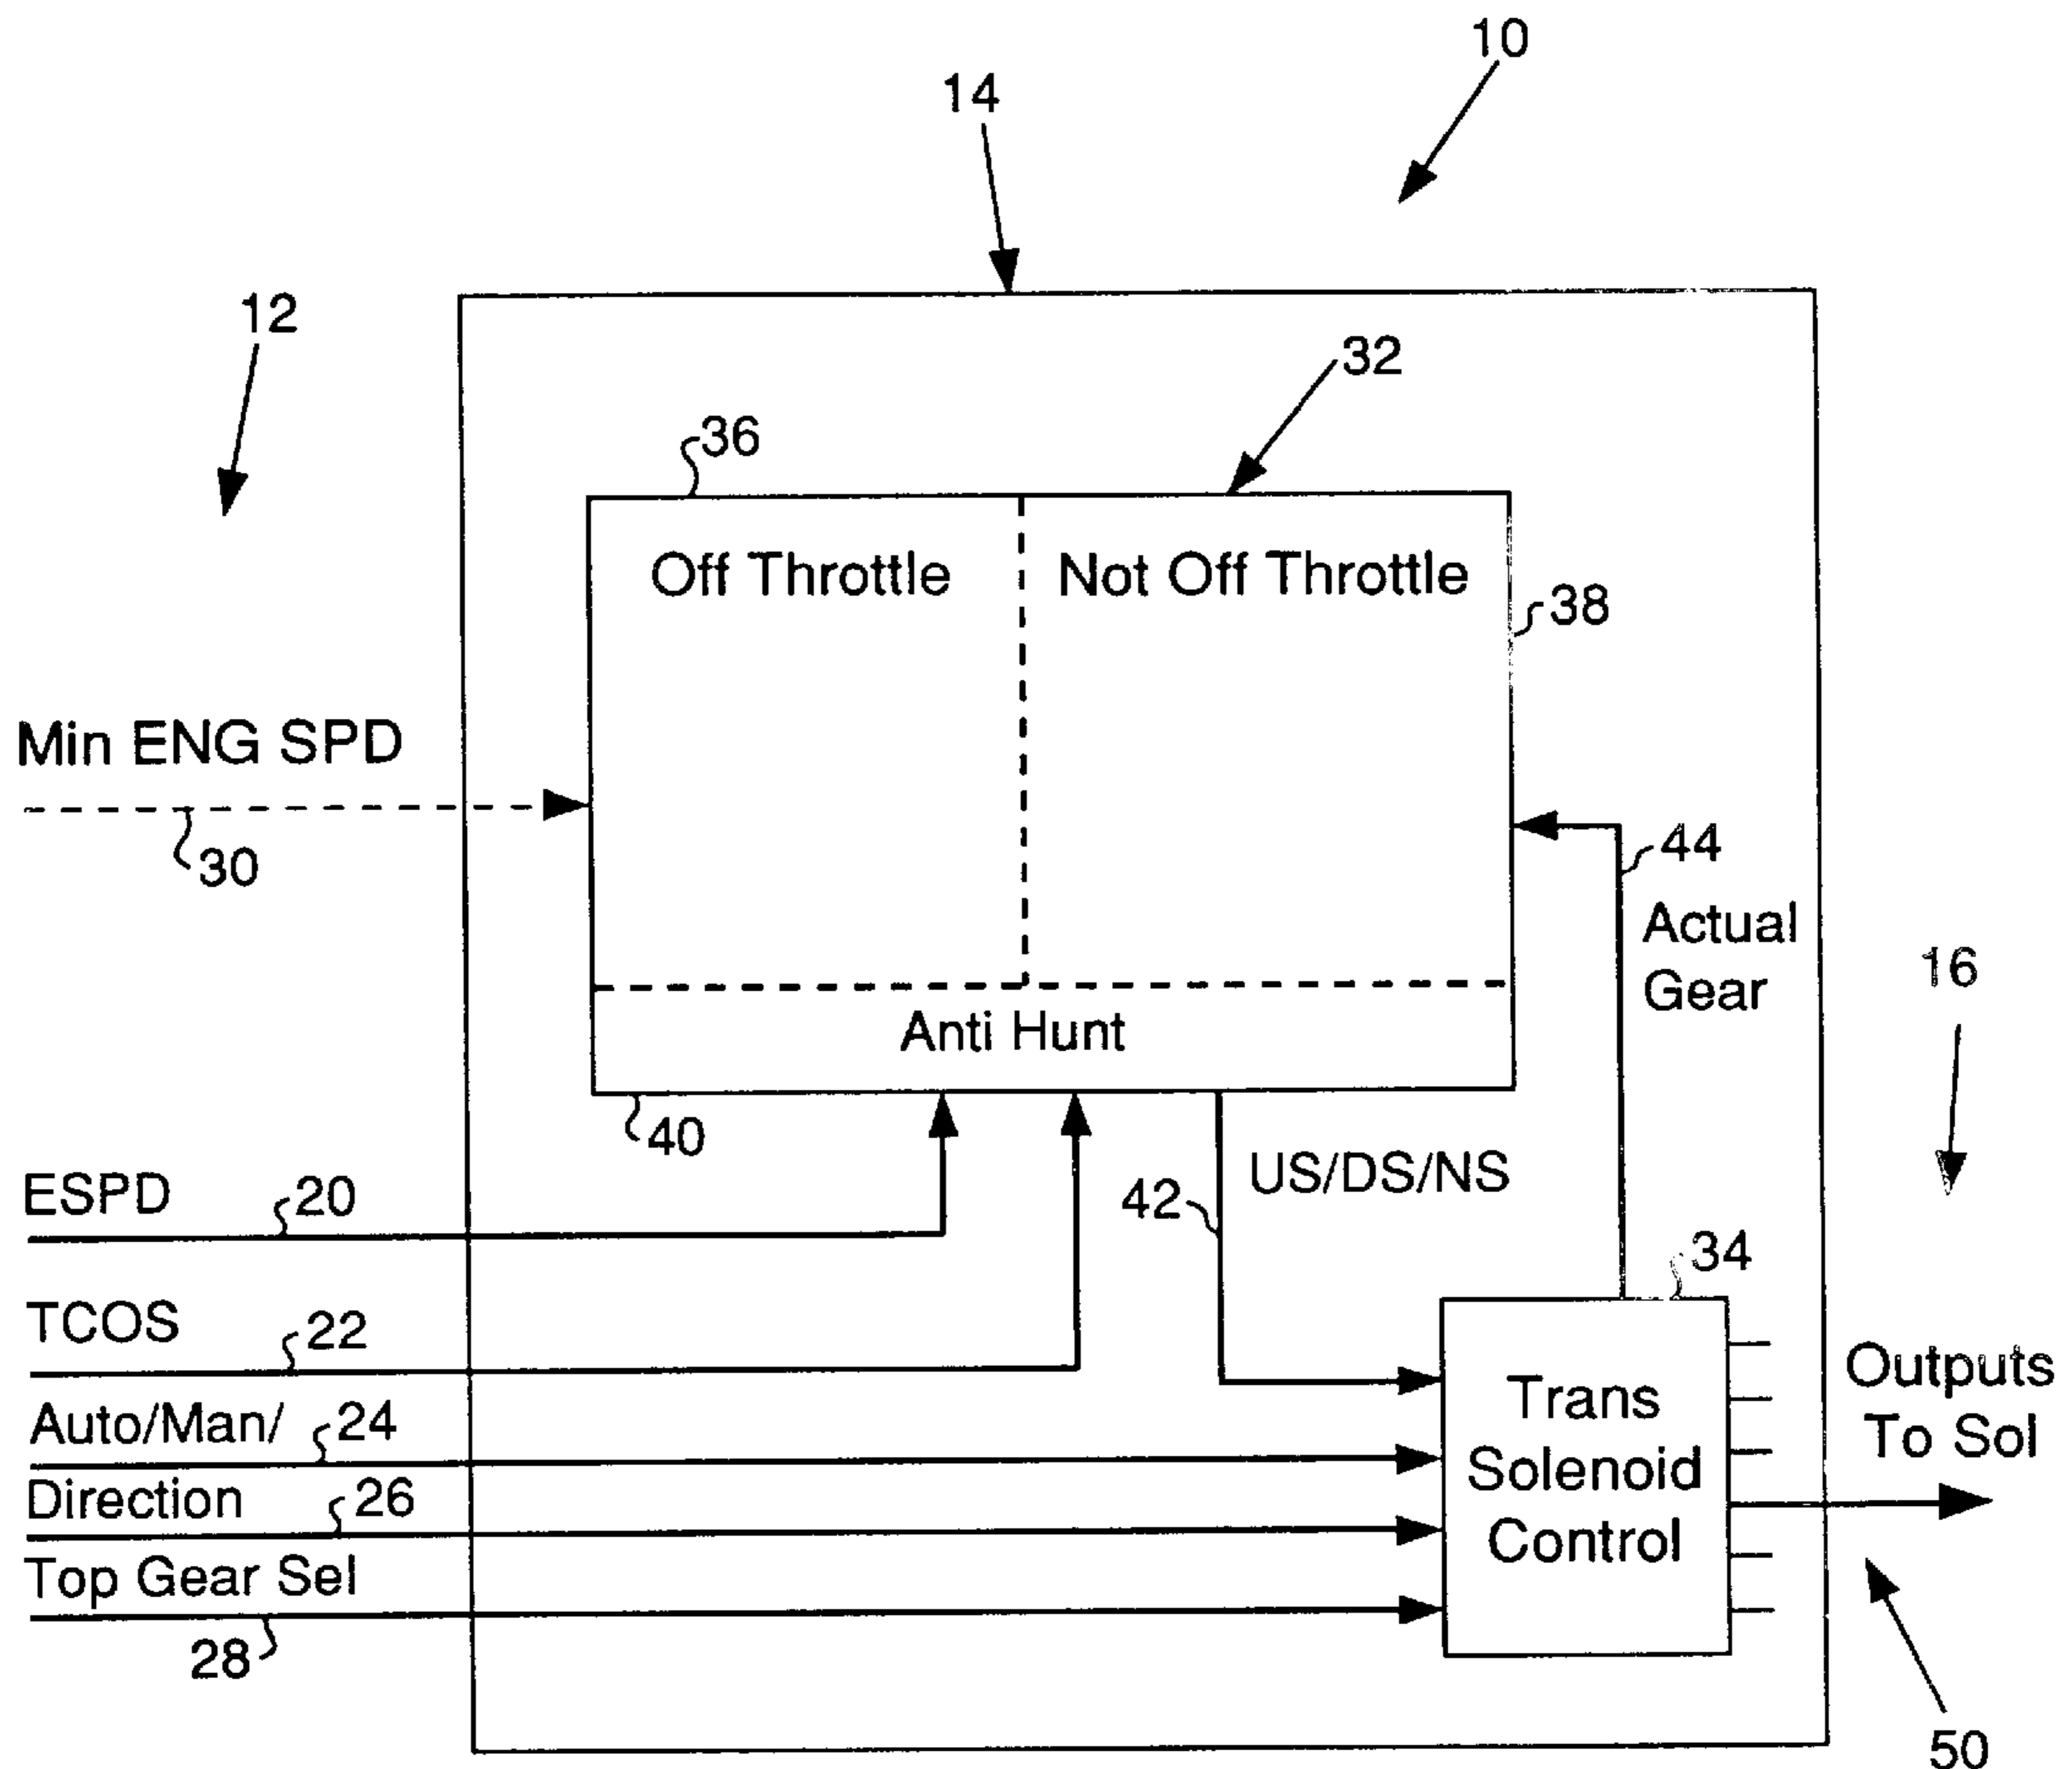 10
14
12
32
36
Off Throttle
Not Off Throttle
38
Min ENG SPD
30
44
Actual
Gear
16
Anti Hunt
40
ESPD
20
42
US/DS/NS
34
TCOS
22
Outputs
To Sol
Auto/Man/
24
Trans
Solenoid
Control
Direction
26
Top Gear Sel
28
50